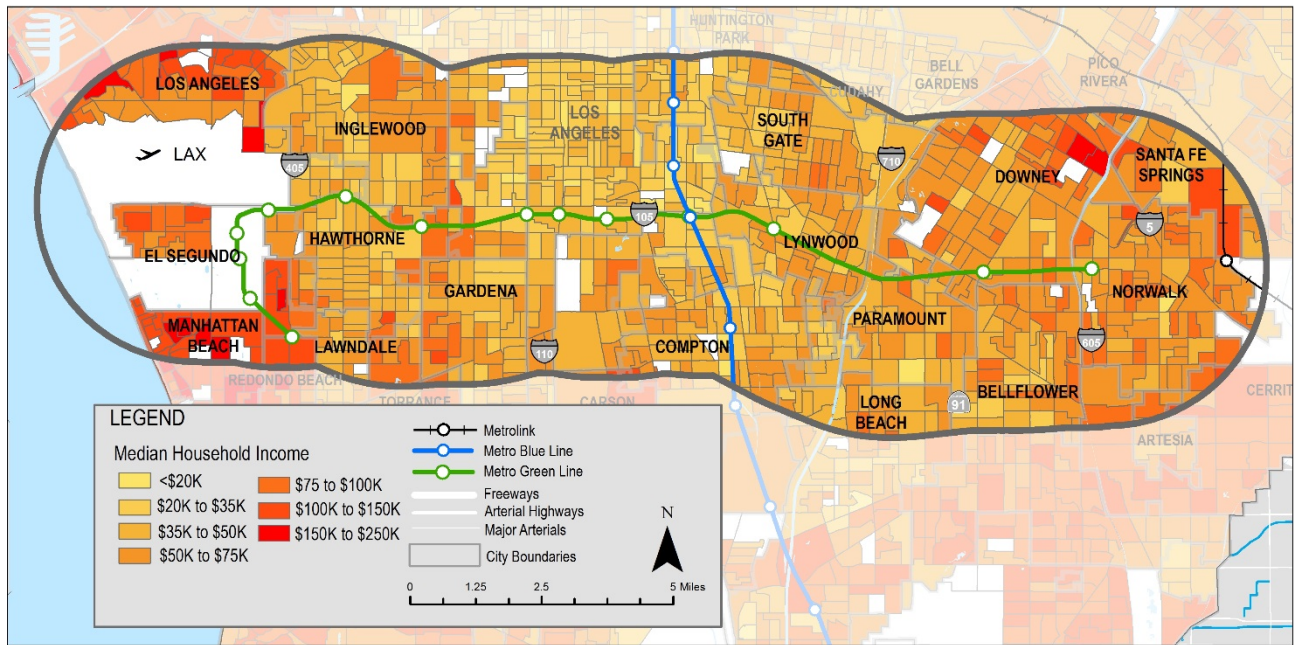 HUNTINGTON
PARK
BELL
GARDENS
PICO
RIVERA
CUDAHY
LOS ANGELES
LOS
ANGELES
SOUTH
GATE
INGLEWOOD
LAX
405
710
DOWNEY
SANTA FE
SPRINGS
105
5
HAWTHORNE
LYNWOOD
EL SEGUNDO
GARDENA
NORWALK
PARAMOUNT
MANHATTAN
BEACH
LAWNDALE
110
COMPTON
605
REDONDO BEACH
TORRANCE
CARSON
LONG
BEACH
91
BELLFLOWER
CERRIT
ARTESIA
LEGEND
Median Household Income
<$20K
$20K to $35K
$35K to $50K
$50K to $75K
$75 to $100K
$100K to $150K
$150K to $250K
Metrolink
Metro Blue Line
Metro Green Line
Freeways
Arterial Highways
Major Arterials
City Boundaries
N
0 1.25 2.5 5 Miles